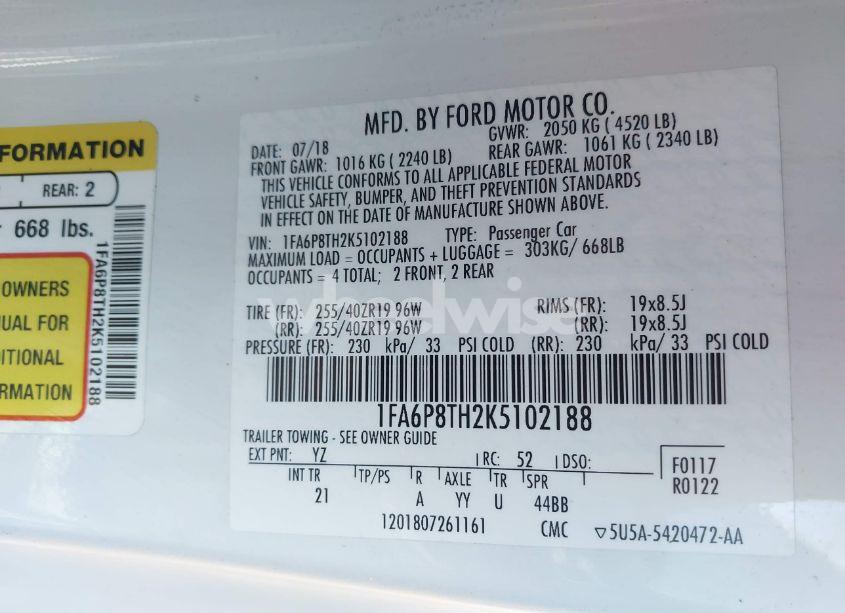 FORMATION
REAR: 2
668 lbs.
OWNERS
UAL FOR
DITIONAL
RMATION
1FA6P8TH2K5102188
MFD. BY FORD MOTOR CO.
DATE: 07/18 GVWR: 2050 KG ( 4520 LB)
FRONT GAWR: 1016 KG ( 2240 LB) REAR GAWR: 1061 KG ( 2340 LB)
THIS VEHICLE CONFORMS TO ALL APPLICABLE FEDERAL MOTOR
VEHICLE SAFETY, BUMPER, AND THEFT PREVENTION STANDARDS
IN EFFECT ON THE DATE OF MANUFACTURE SHOWN ABOVE.
VIN: 1FA6P8TH2K5102188 TYPE: Passenger Car
MAXIMUM LOAD = OCCUPANTS + LUGGAGE = 303KG/ 668LB
OCCUPANTS = 4 TOTAL; 2 FRONT, 2 REAR
wheelwise
TIRE (FR): 255/40ZR19 96W RIMS (FR): 19x8.5J
(RR): 255/40ZR19 96W (RR): 19x8.5J
PRESSURE (FR): 230 kPa/ 33 PSI COLD (RR): 230 kPa/ 33 PSI COLD
1FA6P8TH2K5102188
TRAILER TOWING - SEE OWNER GUIDE
EXT PNT: YZ RC: 52 DSO: F0117
R0122
INT TR TP/PS R AXLE TR SPR
21 A YY U 44BB
1201807261161 CMC ▽5U5A-5420472-AA